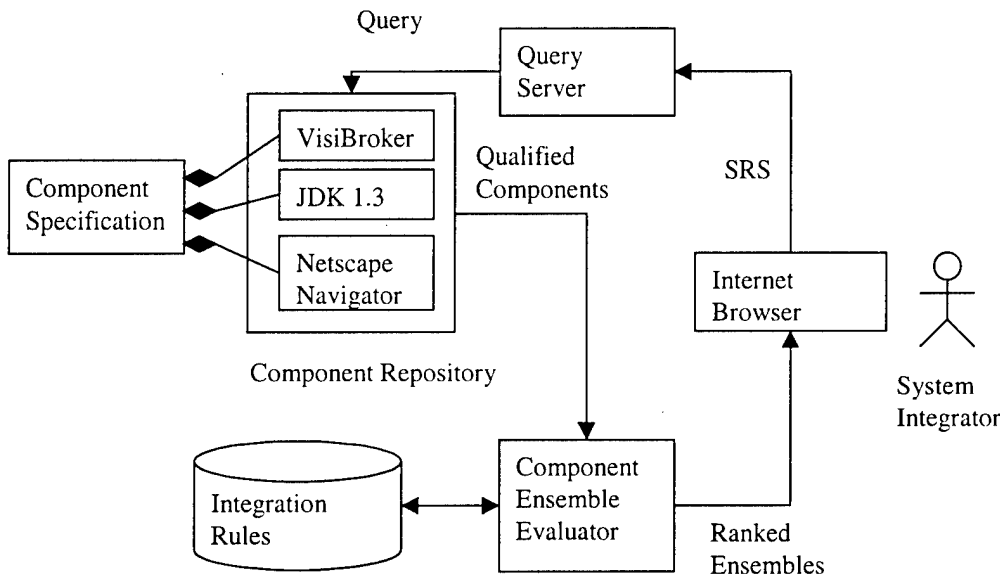 Query
Query
Server
VisiBroker
Component
Specification
JDK 1.3
Qualified
Components
SRS
Netscape
Navigator
Internet
Browser
Component Repository
System
Integrator
Integration
Rules
Component
Ensemble
Evaluator
Ranked
Ensembles